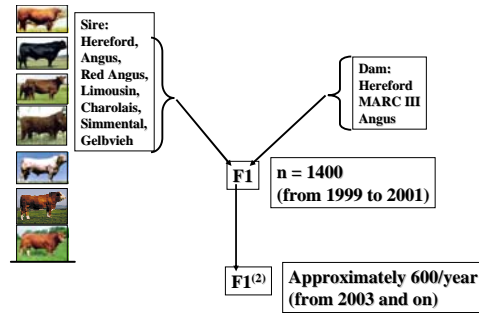 Sire:
Hereford,
Angus,
Red Angus,
Limousin,
Charolais,
Simmental,
Gelbvieh
Dam:
Hereford
MARC III
Angus
F1
n = 1400
(from 1999 to 2001)
F1(2)
Approximately 600/year
(from 2003 and on)